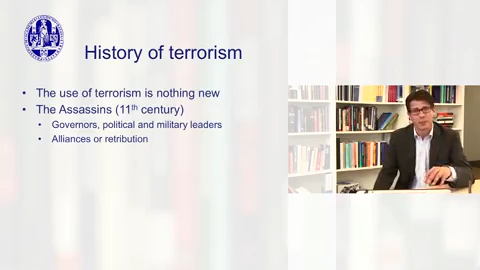 History of terrorism
• The use of terrorism is nothing new
• The Assassins (11th century)
• Governors, political and military leaders
• Alliances or retribution